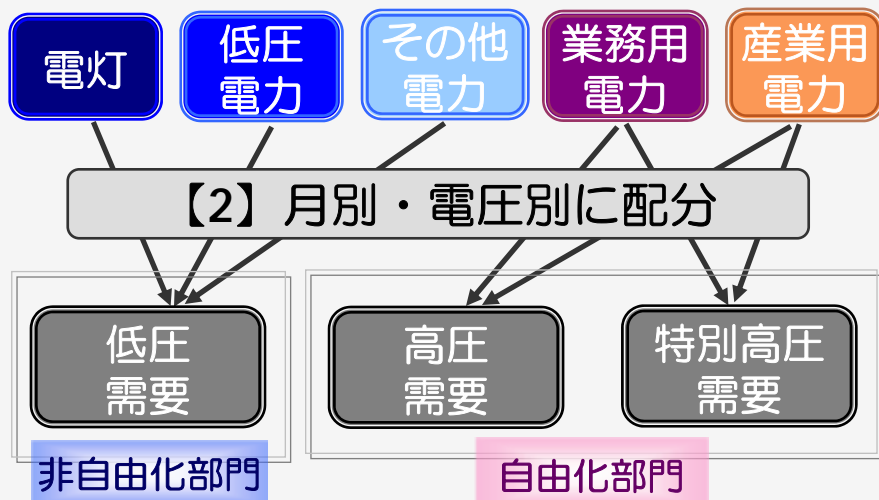 電灯
低圧
電力
その他
電力
業務用
電力
産業用
電力
【2】月別・電圧別に配分
低圧
需要
高圧
需要
特別高圧
需要
非自由化部門
自由化部門